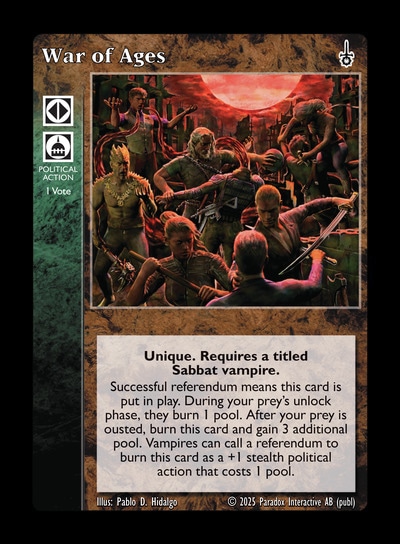 War of Ages
POLITICAL
ACTION
1 Vote
Unique. Requires a titled
Sabbat vampire.
Successful referendum means this card is
put in play. During your prey's unlock
phase, they burn 1 pool. After your prey is
ousted, burn this card and gain 3 additional
pool. Vampires can call a referendum to
burn this card as a +1 stealth political
action that costs 1 pool.
Illus: Pablo D. Hidalgo © 2025 Paradox Interactive AB (publ)